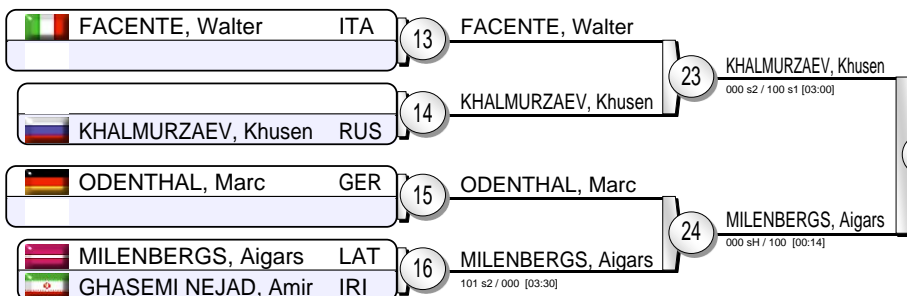 FACENTE, Walter ITA
13
FACENTE, Walter
23
KHALMURZAEV, Khusen
000 s2 / 100 s1 [03:00]
14
KHALMURZAEV, Khusen
KHALMURZAEV, Khusen RUS
ODENTHAL, Marc GER
15
ODENTHAL, Marc
24
MILENBERGS, Aigars
000 sH / 100 [00:14]
MILENBERGS, Aigars LAT
16
MILENBERGS, Aigars
101 s2 / 000 [03:30]
GHASEMI NEJAD, Amir IRI